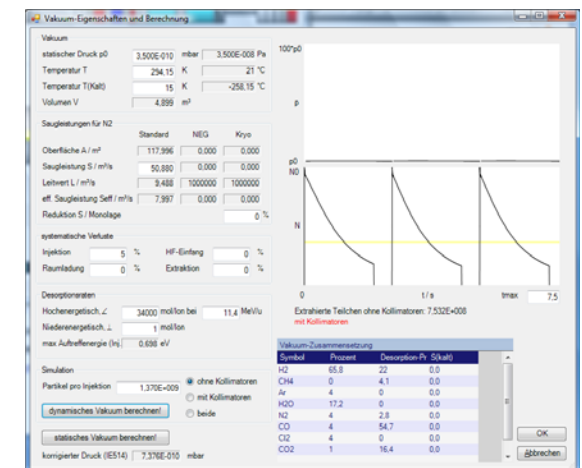 Vakuum-Eigenschaften und Berechnung
Vakuum
statischer Druck p0 3,500E-010 mbar 3,500E-008 Pa
Temperatur T 294,15 K 21 °C
Temperatur T(Kalt) 15 K -258,15 °C
Volumen V 4,899 m³
Saugleistungen für N2
Standard NEG Kryo
Oberfläche A / m² 117,996 0,000 0,000
Saugleistung S / m³/s 50,880 0,000 0,000
Leitwert L / m³/s 9,488 1000000 1000000
eff. Saugleistung Seff / m³/s 7,997 0,000 0,000
Reduktion S / Monolage 0 %
systematische Verluste
Injektion 5 % HF-Einfang 0 %
Raumladung 0 % Extraktion 0 %
Desorptionsraten
Hochenergetisch,∠ 34000 mol/Ion bei 11,4 MeV/u
Niederenergetisch,⊥ 1 mol/Ion
max Auftreffenergie (Inj.) 0,698 eV
Simulation
Partikel pro Injektion 1,370E+009
ohne Kollimatoren
mit Kollimatoren
beide
dynamisches Vakuum berechnen!
statisches Vakuum berechnen!
korrigierter Druck (IE514) 7,376E-010 mbar
100*p0
p
p0
N0
N
0 t / s tmax 7,5
Extrahierte Teilchen ohne Kollimatoren: 7,532E+008
mit Kollimatoren
Vakuum-Zusammensetzung
Symbol Prozent Desorption-Pr S(kalt)
H2 65,8 22 0,0
CH4 0 4,1 0,0
Ar 4 0 0,0
H2O 17,2 0 0,0
N2 4 2,8 0,0
CO 4 54,7 0,0
Cl2 4 0 0,0
CO2 1 16,4 0,0
OK
Abbrechen